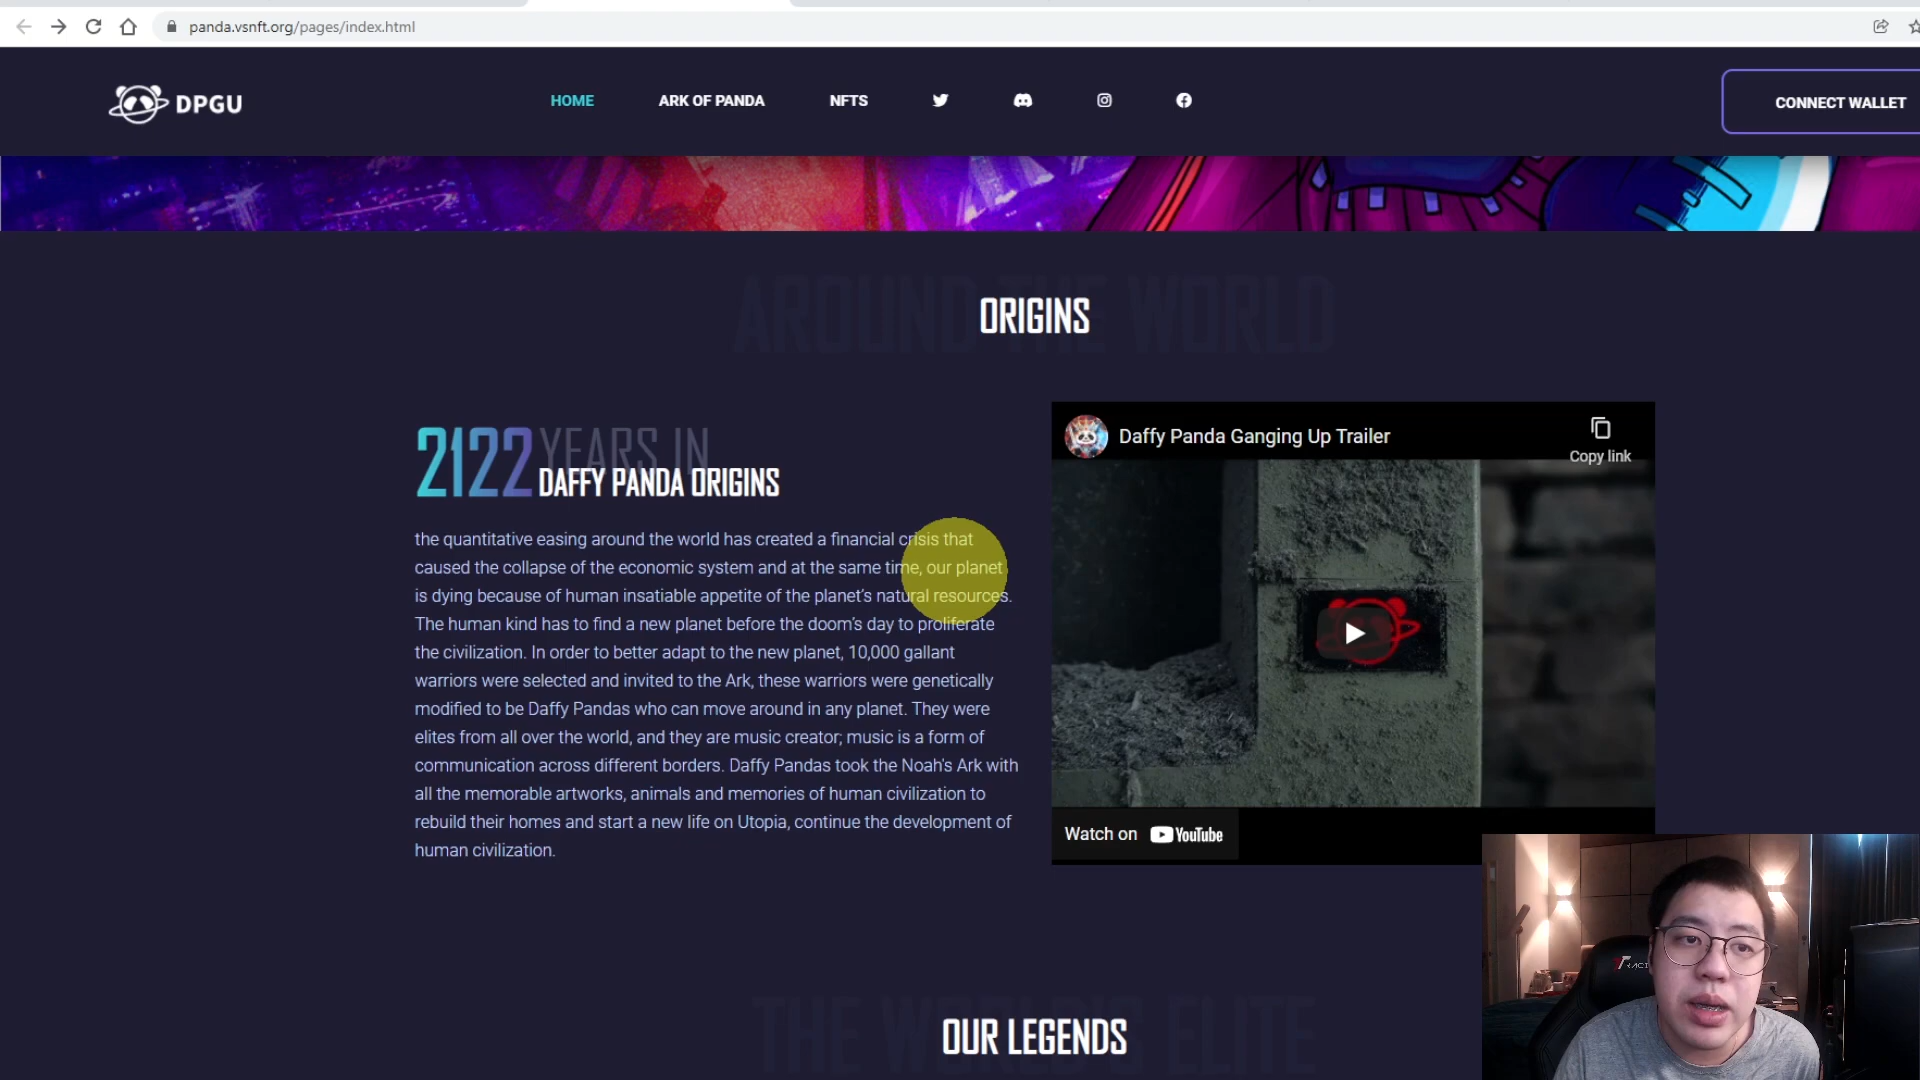 panda.vsnft.org/pages/index.html
DPGU
HOME
ARK OF PANDA
NFTS
CONNECT WALLET
AROUND THE WORLD
ORIGINS
2122
YEARS IN
DAFFY PANDA ORIGINS
the quantitative easing around the world has created a financial crisis that
caused the collapse of the economic system and at the same time, our planet
is dying because of human insatiable appetite of the planet's natural resources.
The human kind has to find a new planet before the doom's day to proliferate
the civilization. In order to better adapt to the new planet, 10,000 gallant
warriors were selected and invited to the Ark, these warriors were genetically
modified to be Daffy Pandas who can move around in any planet. They were
elites from all over the world, and they are music creator; music is a form of
communication across different borders. Daffy Pandas took the Noah's Ark with
all the memorable artworks, animals and memories of human civilization to
rebuild their homes and start a new life on Utopia, continue the development of
human civilization.
Daffy Panda Ganging Up Trailer
Copy link
Watch on YouTube
THE WORLD'S ELITE
OUR LEGENDS